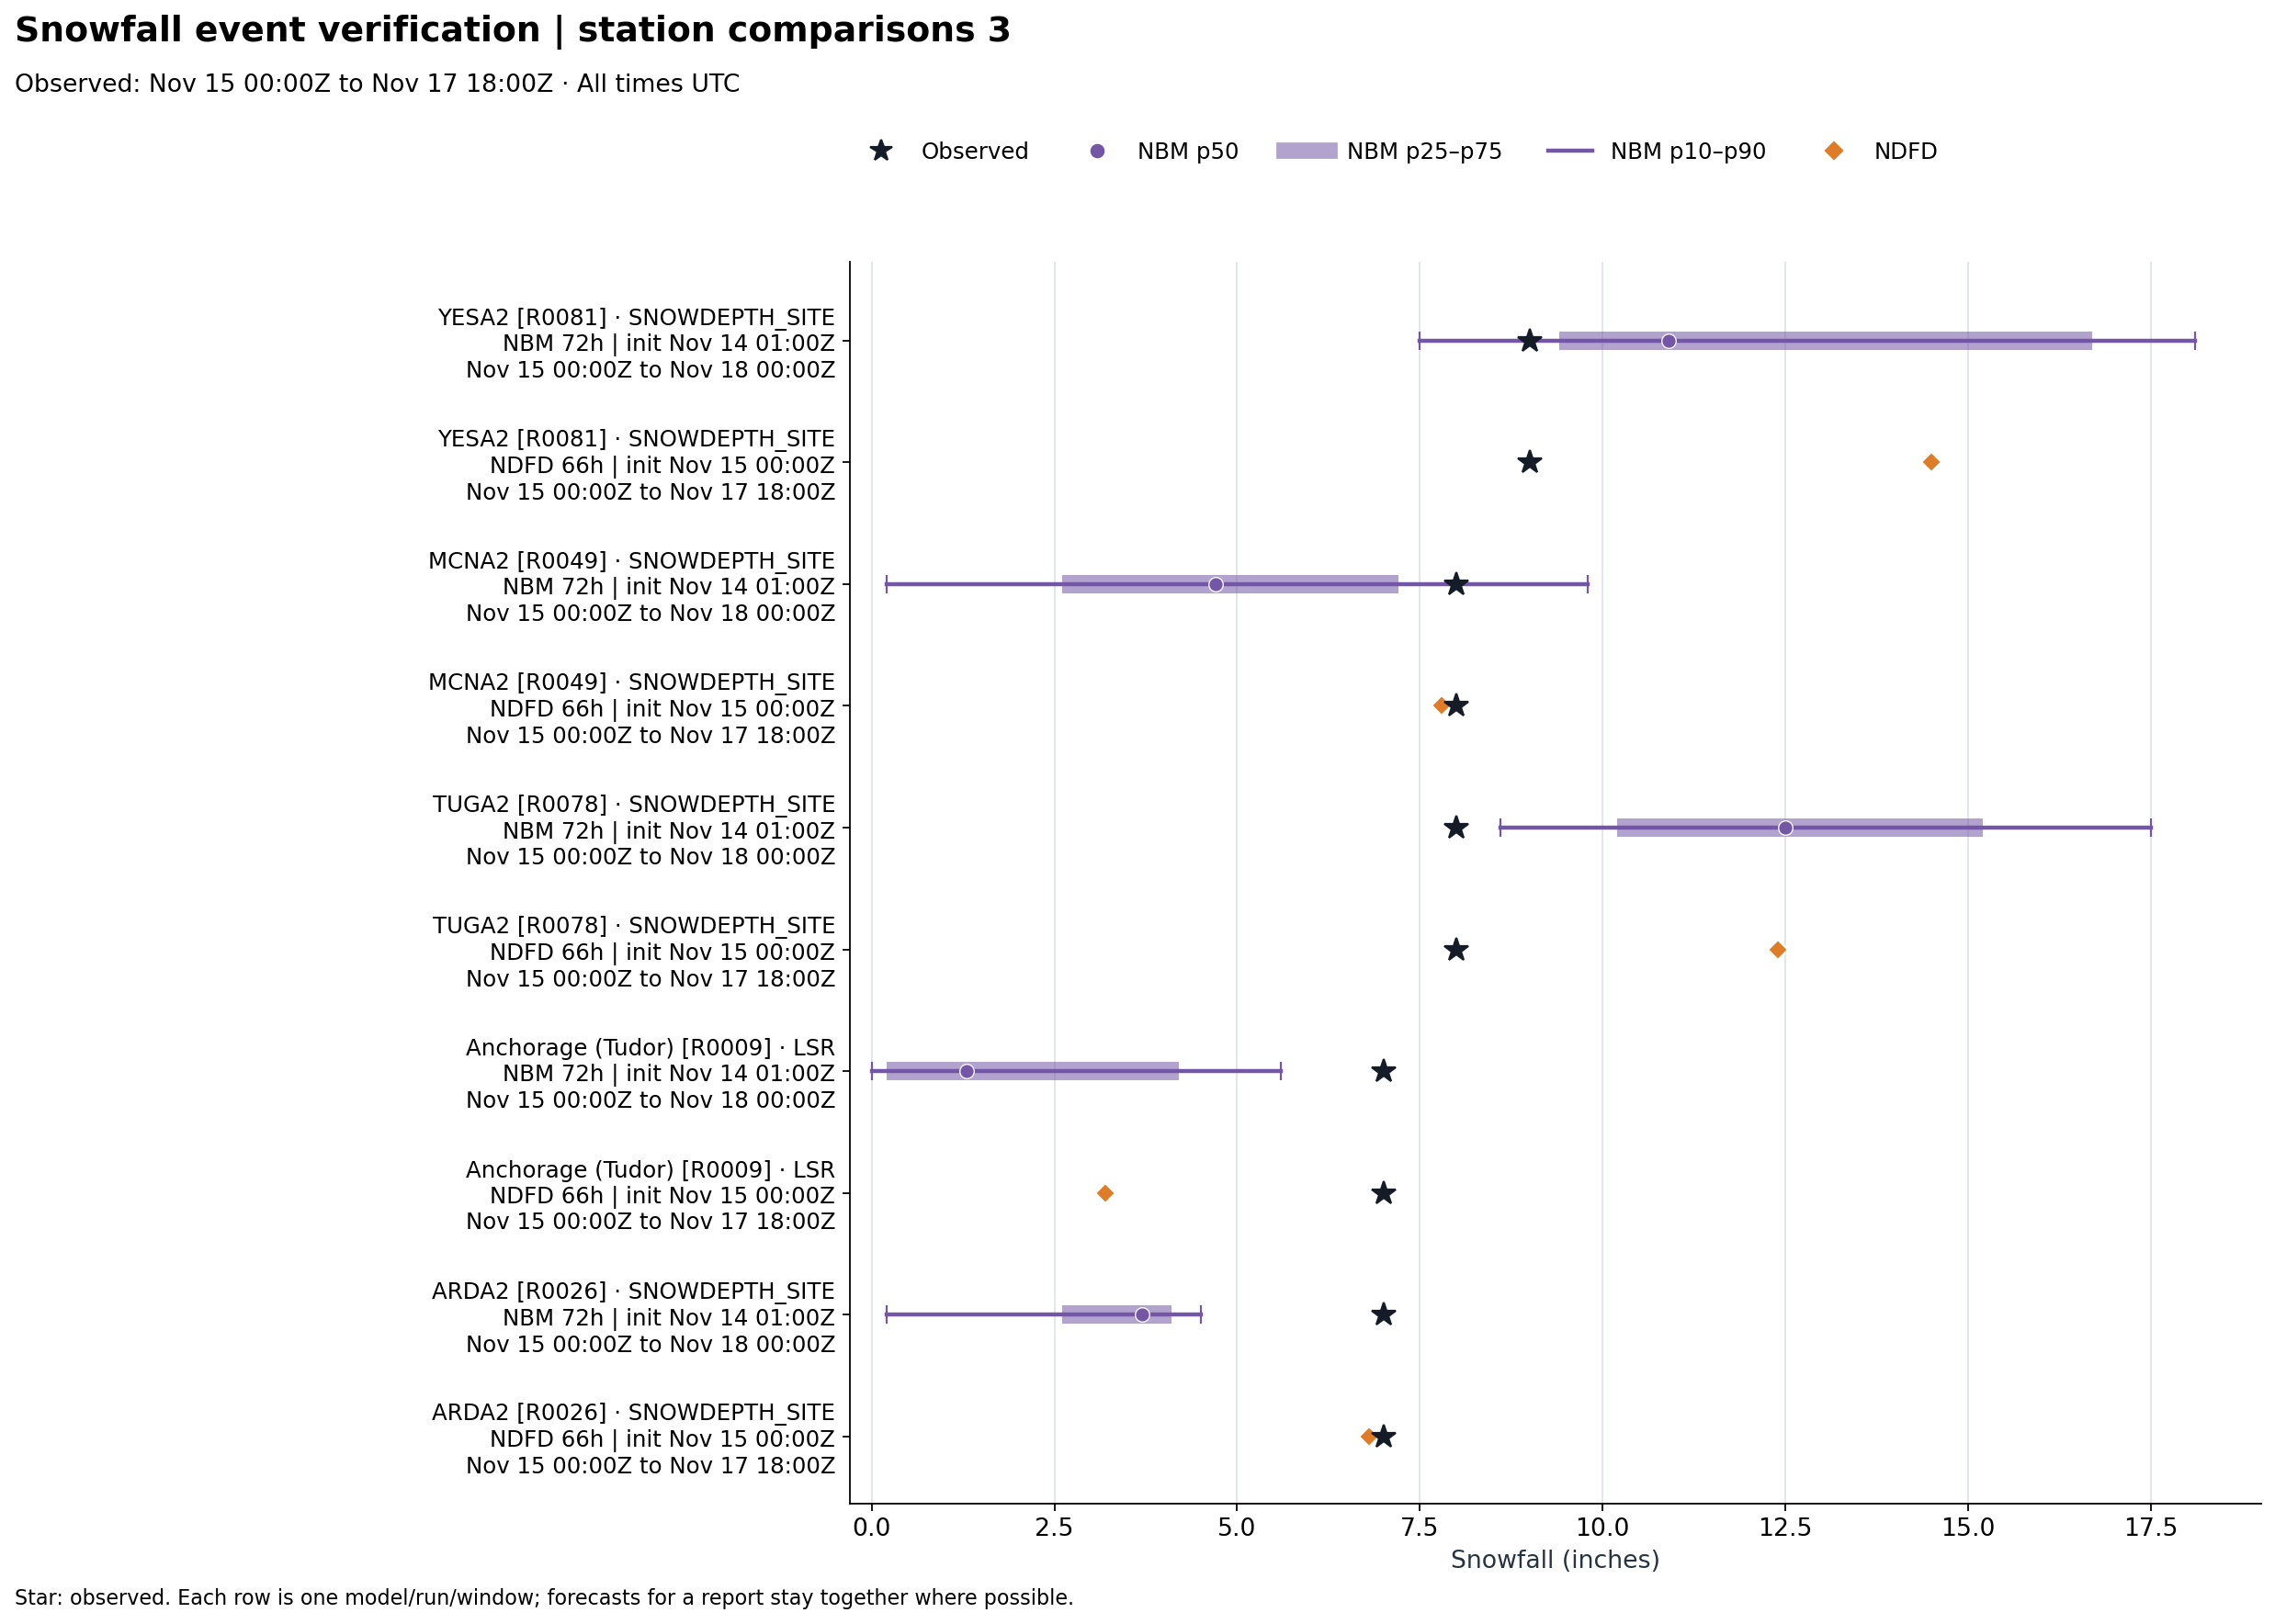 Snowfall event verification | station comparisons 3
Observed: Nov 15 00:00Z to Nov 17 18:00Z · All times UTC
Observed
NBM p50
NBM p25–p75
NBM p10–p90
NDFD
YESA2 [R0081] · SNOWDEPTH_SITE
NBM 72h | init Nov 14 01:00Z
Nov 15 00:00Z to Nov 18 00:00Z
YESA2 [R0081] · SNOWDEPTH_SITE
NDFD 66h | init Nov 15 00:00Z
Nov 15 00:00Z to Nov 17 18:00Z
MCNA2 [R0049] · SNOWDEPTH_SITE
NBM 72h | init Nov 14 01:00Z
Nov 15 00:00Z to Nov 18 00:00Z
MCNA2 [R0049] · SNOWDEPTH_SITE
NDFD 66h | init Nov 15 00:00Z
Nov 15 00:00Z to Nov 17 18:00Z
TUGA2 [R0078] · SNOWDEPTH_SITE
NBM 72h | init Nov 14 01:00Z
Nov 15 00:00Z to Nov 18 00:00Z
TUGA2 [R0078] · SNOWDEPTH_SITE
NDFD 66h | init Nov 15 00:00Z
Nov 15 00:00Z to Nov 17 18:00Z
Anchorage (Tudor) [R0009] · LSR
NBM 72h | init Nov 14 01:00Z
Nov 15 00:00Z to Nov 18 00:00Z
Anchorage (Tudor) [R0009] · LSR
NDFD 66h | init Nov 15 00:00Z
Nov 15 00:00Z to Nov 17 18:00Z
ARDA2 [R0026] · SNOWDEPTH_SITE
NBM 72h | init Nov 14 01:00Z
Nov 15 00:00Z to Nov 18 00:00Z
ARDA2 [R0026] · SNOWDEPTH_SITE
NDFD 66h | init Nov 15 00:00Z
Nov 15 00:00Z to Nov 17 18:00Z
0.0 2.5 5.0 7.5 10.0 12.5 15.0 17.5
Snowfall (inches)
Star: observed. Each row is one model/run/window; forecasts for a report stay together where possible.